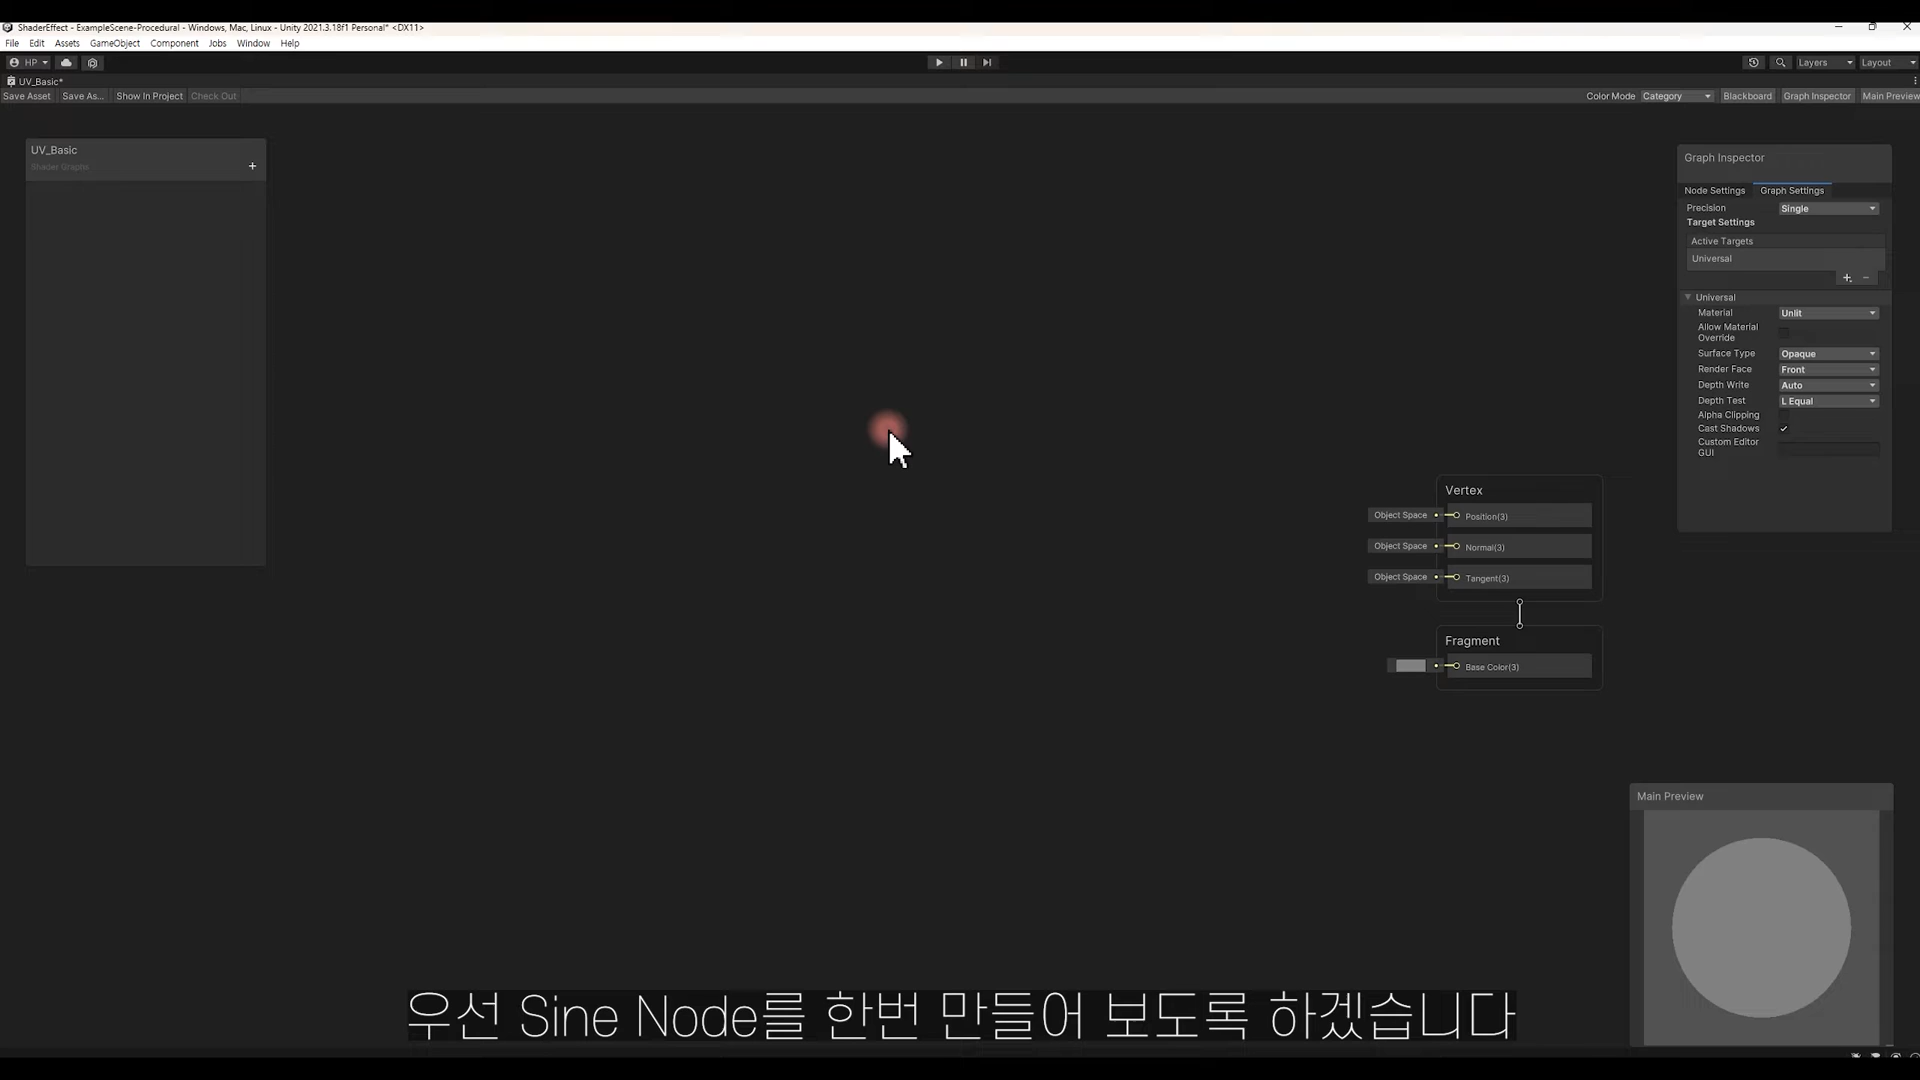 ShaderEffect - ExampleScene-Procedural - Windows, Mac, Linux - Unity 2021.3.18f1 Personal* <DX11>
File Edit Assets GameObject Component Jobs Window Help
HP Layers Layout
UV_Basic*
Save Asset Save As... Show In Project Check Out Color Mode Category Blackboard Graph Inspector Main Preview
UV_Basic
Shader Graphs
Graph Inspector
Node Settings Graph Settings
Precision Single
Target Settings
Active Targets
Universal
Universal
Material Unlit
Allow Material
Override
Surface Type Opaque
Render Face Front
Depth Write Auto
Depth Test L Equal
Alpha Clipping
Cast Shadows
Custom Editor
GUI
Vertex
Object Space Position(3)
Object Space Normal(3)
Object Space Tangent(3)
Fragment
Base Color(3)
Main Preview
우선 Sine Node를 한번 만들어 보도록 하겠습니다